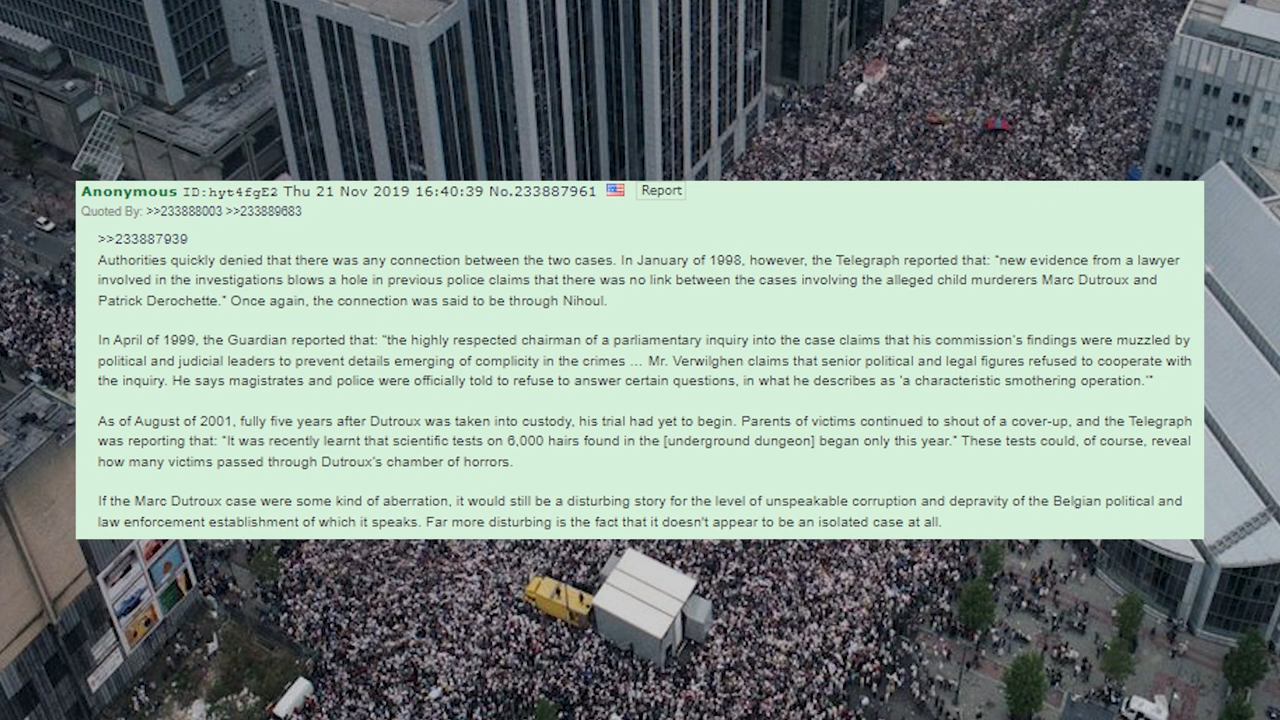 Anonymous ID:hyt4fgE2 Thu 21 Nov 2019 16:40:39 No.233887961 Report
Quoted By: >>233888003 >>233889683
>>233887939
Authorities quickly denied that there was any connection between the two cases. In January of 1998, however, the Telegraph reported that: "new evidence from a lawyer
involved in the investigations blows a hole in previous police claims that there was no link between the cases involving the alleged child murderers Marc Dutroux and
Patrick Derochette." Once again, the connection was said to be through Nihoul.
In April of 1999, the Guardian reported that: "the highly respected chairman of a parliamentary inquiry into the case claims that his commission's findings were muzzled by
political and judicial leaders to prevent details emerging of complicity in the crimes … Mr. Verwilghen claims that senior political and legal figures refused to cooperate with
the inquiry. He says magistrates and police were officially told to refuse to answer certain questions, in what he describes as 'a characteristic smothering operation.'"
As of August of 2001, fully five years after Dutroux was taken into custody, his trial had yet to begin. Parents of victims continued to shout of a cover-up, and the Telegraph
was reporting that: "It was recently learnt that scientific tests on 6,000 hairs found in the [underground dungeon] began only this year." These tests could, of course, reveal
how many victims passed through Dutroux's chamber of horrors.
If the Marc Dutroux case were some kind of aberration, it would still be a disturbing story for the level of unspeakable corruption and depravity of the Belgian political and
law enforcement establishment of which it speaks. Far more disturbing is the fact that it doesn't appear to be an isolated case at all.